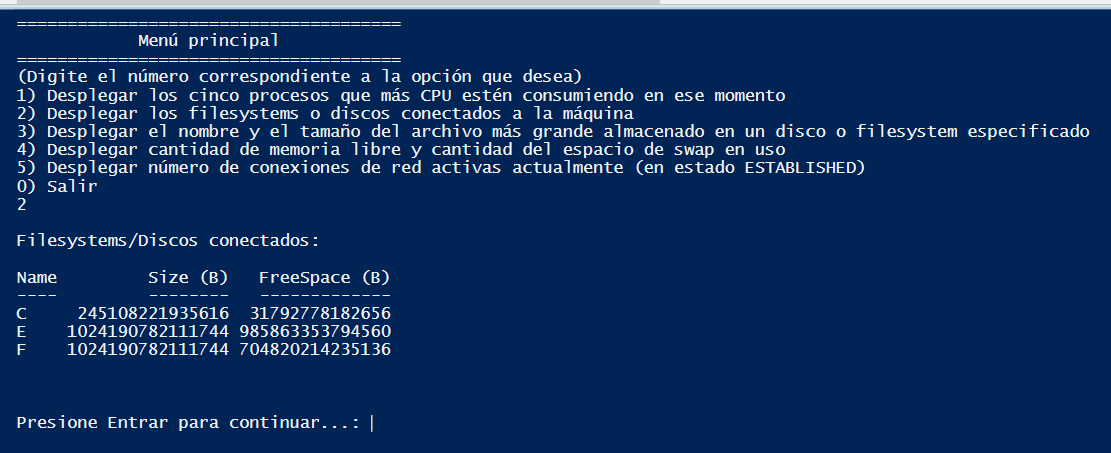 ======================================
Menú principal
======================================
(Digite el número correspondiente a la opción que desea)
1) Desplegar los cinco procesos que más CPU estén consumiendo en ese momento
2) Desplegar los filesystems o discos conectados a la máquina
3) Desplegar el nombre y el tamaño del archivo más grande almacenado en un disco o filesystem especificado
4) Desplegar cantidad de memoria libre y cantidad del espacio de swap en uso
5) Desplegar número de conexiones de red activas actualmente (en estado ESTABLISHED)
0) Salir
2
Filesystems/Discos conectados:
Name         Size (B)   FreeSpace (B)
----         --------   -------------
C     245108221935616  31792778182656
E    1024190782111744 985863353794560
F    1024190782111744 704820214235136
Presione Entrar para continuar...: |